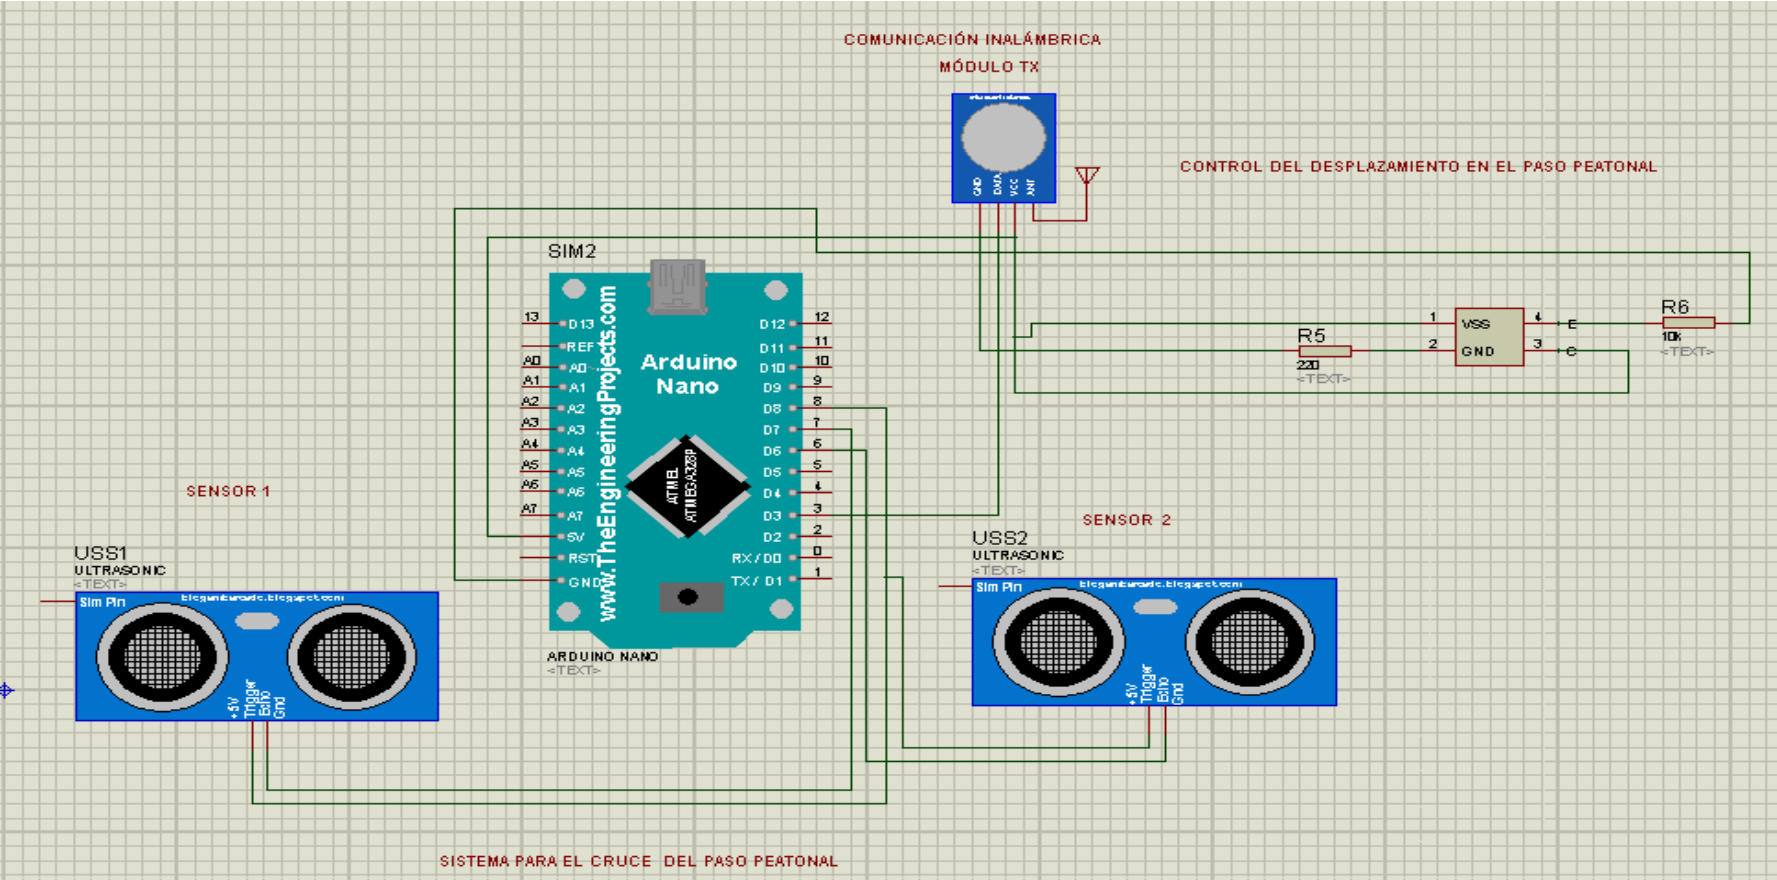 COMUNICACIÓN INALÁMBRICA
MÓDULO TX
GND
DATA
VCC
ANT
CONTROL DEL DESPLAZAMIENTO EN EL PASO PEATONAL
SIM2
www.TheEngineeringProjects.com
Arduino
Nano
ATMEL
ATMEGA328P
13 D13
REF
A0 A0
A1 A1
A2 A2
A3 A3
A4 A4
A5 A5
A6 A6
A7 A7
5V
RST
GND
D12 12
D11 11
D10 10
D9 9
D8 8
D7 7
D6 6
D5 5
D4 4
D3 3
D2 2
RX/D0 0
TX/D1 1
ARDUINO NANO
<TEXT>
R5
220
<TEXT>
1 VSS 4 E
2 GND 3 C
R6
10k
<TEXT>
SENSOR 1
USS1
ULTRASONIC
<TEXT>
Sim Pin
+5V
Trigger
Echo
Gnd
SENSOR 2
USS2
ULTRASONIC
<TEXT>
Sim Pin
+5V
Trigger
Echo
Gnd
SISTEMA PARA EL CRUCE DEL PASO PEATONAL